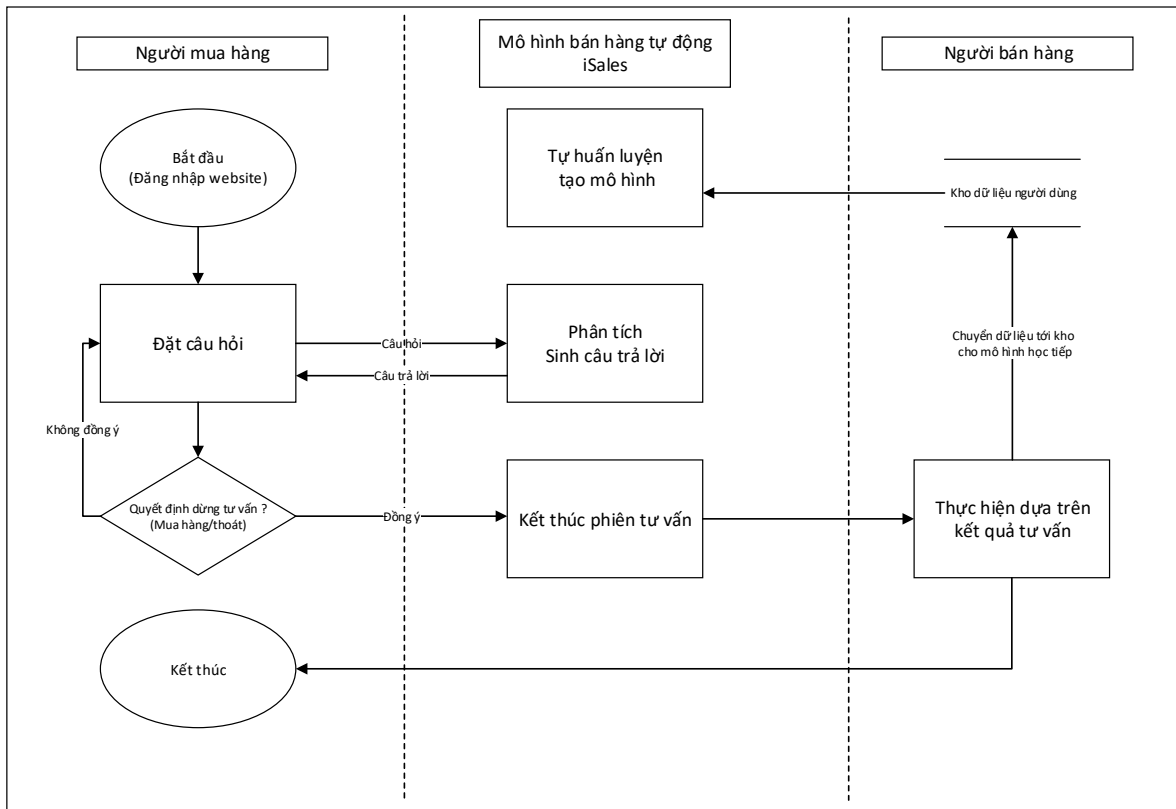 Người mua hàng
Mô hình bán hàng tự động
iSales
Người bán hàng
Bắt đầu
(Đăng nhập website)
Tự huấn luyện
tạo mô hình
Kho dữ liệu người dùng
Đặt câu hỏi
Câu hỏi
Câu trả lời
Phân tích
Sinh câu trả lời
Chuyển dữ liệu tới kho
cho mô hình học tiếp
Không đồng ý
Quyết định dừng tư vấn ?
(Mua hàng/thoát)
Đồng ý
Kết thúc phiên tư vấn
Thực hiện dựa trên
kết quả tư vấn
Kết thúc